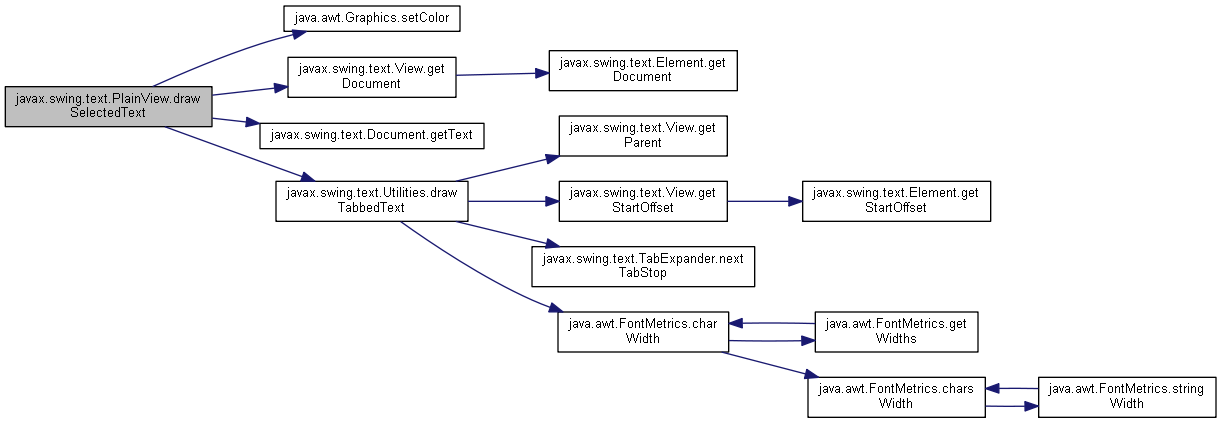 java.awt.Graphics.setColor
javax.swing.text.View.get
Document
javax.swing.text.Element.get
Document
javax.swing.text.PlainView.draw
SelectedText
javax.swing.text.Document.getText
javax.swing.text.View.get
Parent
javax.swing.text.Utilities.draw
TabbedText
javax.swing.text.View.get
StartOffset
javax.swing.text.Element.get
StartOffset
javax.swing.text.TabExpander.next
TabStop
java.awt.FontMetrics.char
Width
java.awt.FontMetrics.get
Widths
java.awt.FontMetrics.chars
Width
java.awt.FontMetrics.string
Width